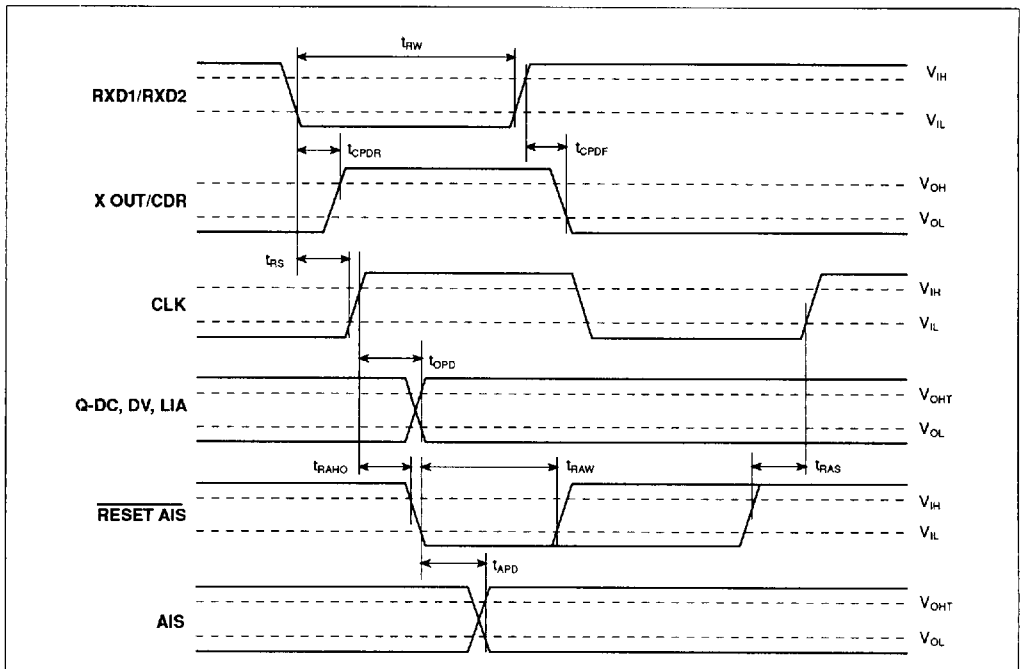 tRW
VIH
RXD1/RXD2
VIL
tCPDR
tCPDF
X OUT/CDR
VOH
VOL
tRS
CLK
VIH
VIL
tOPD
Q-DC, DV, LIA
VOHT
VOL
tRAHO
tRAW
tRAS
RESET AIS
VIH
VIL
tAPD
AIS
VOHT
VOL